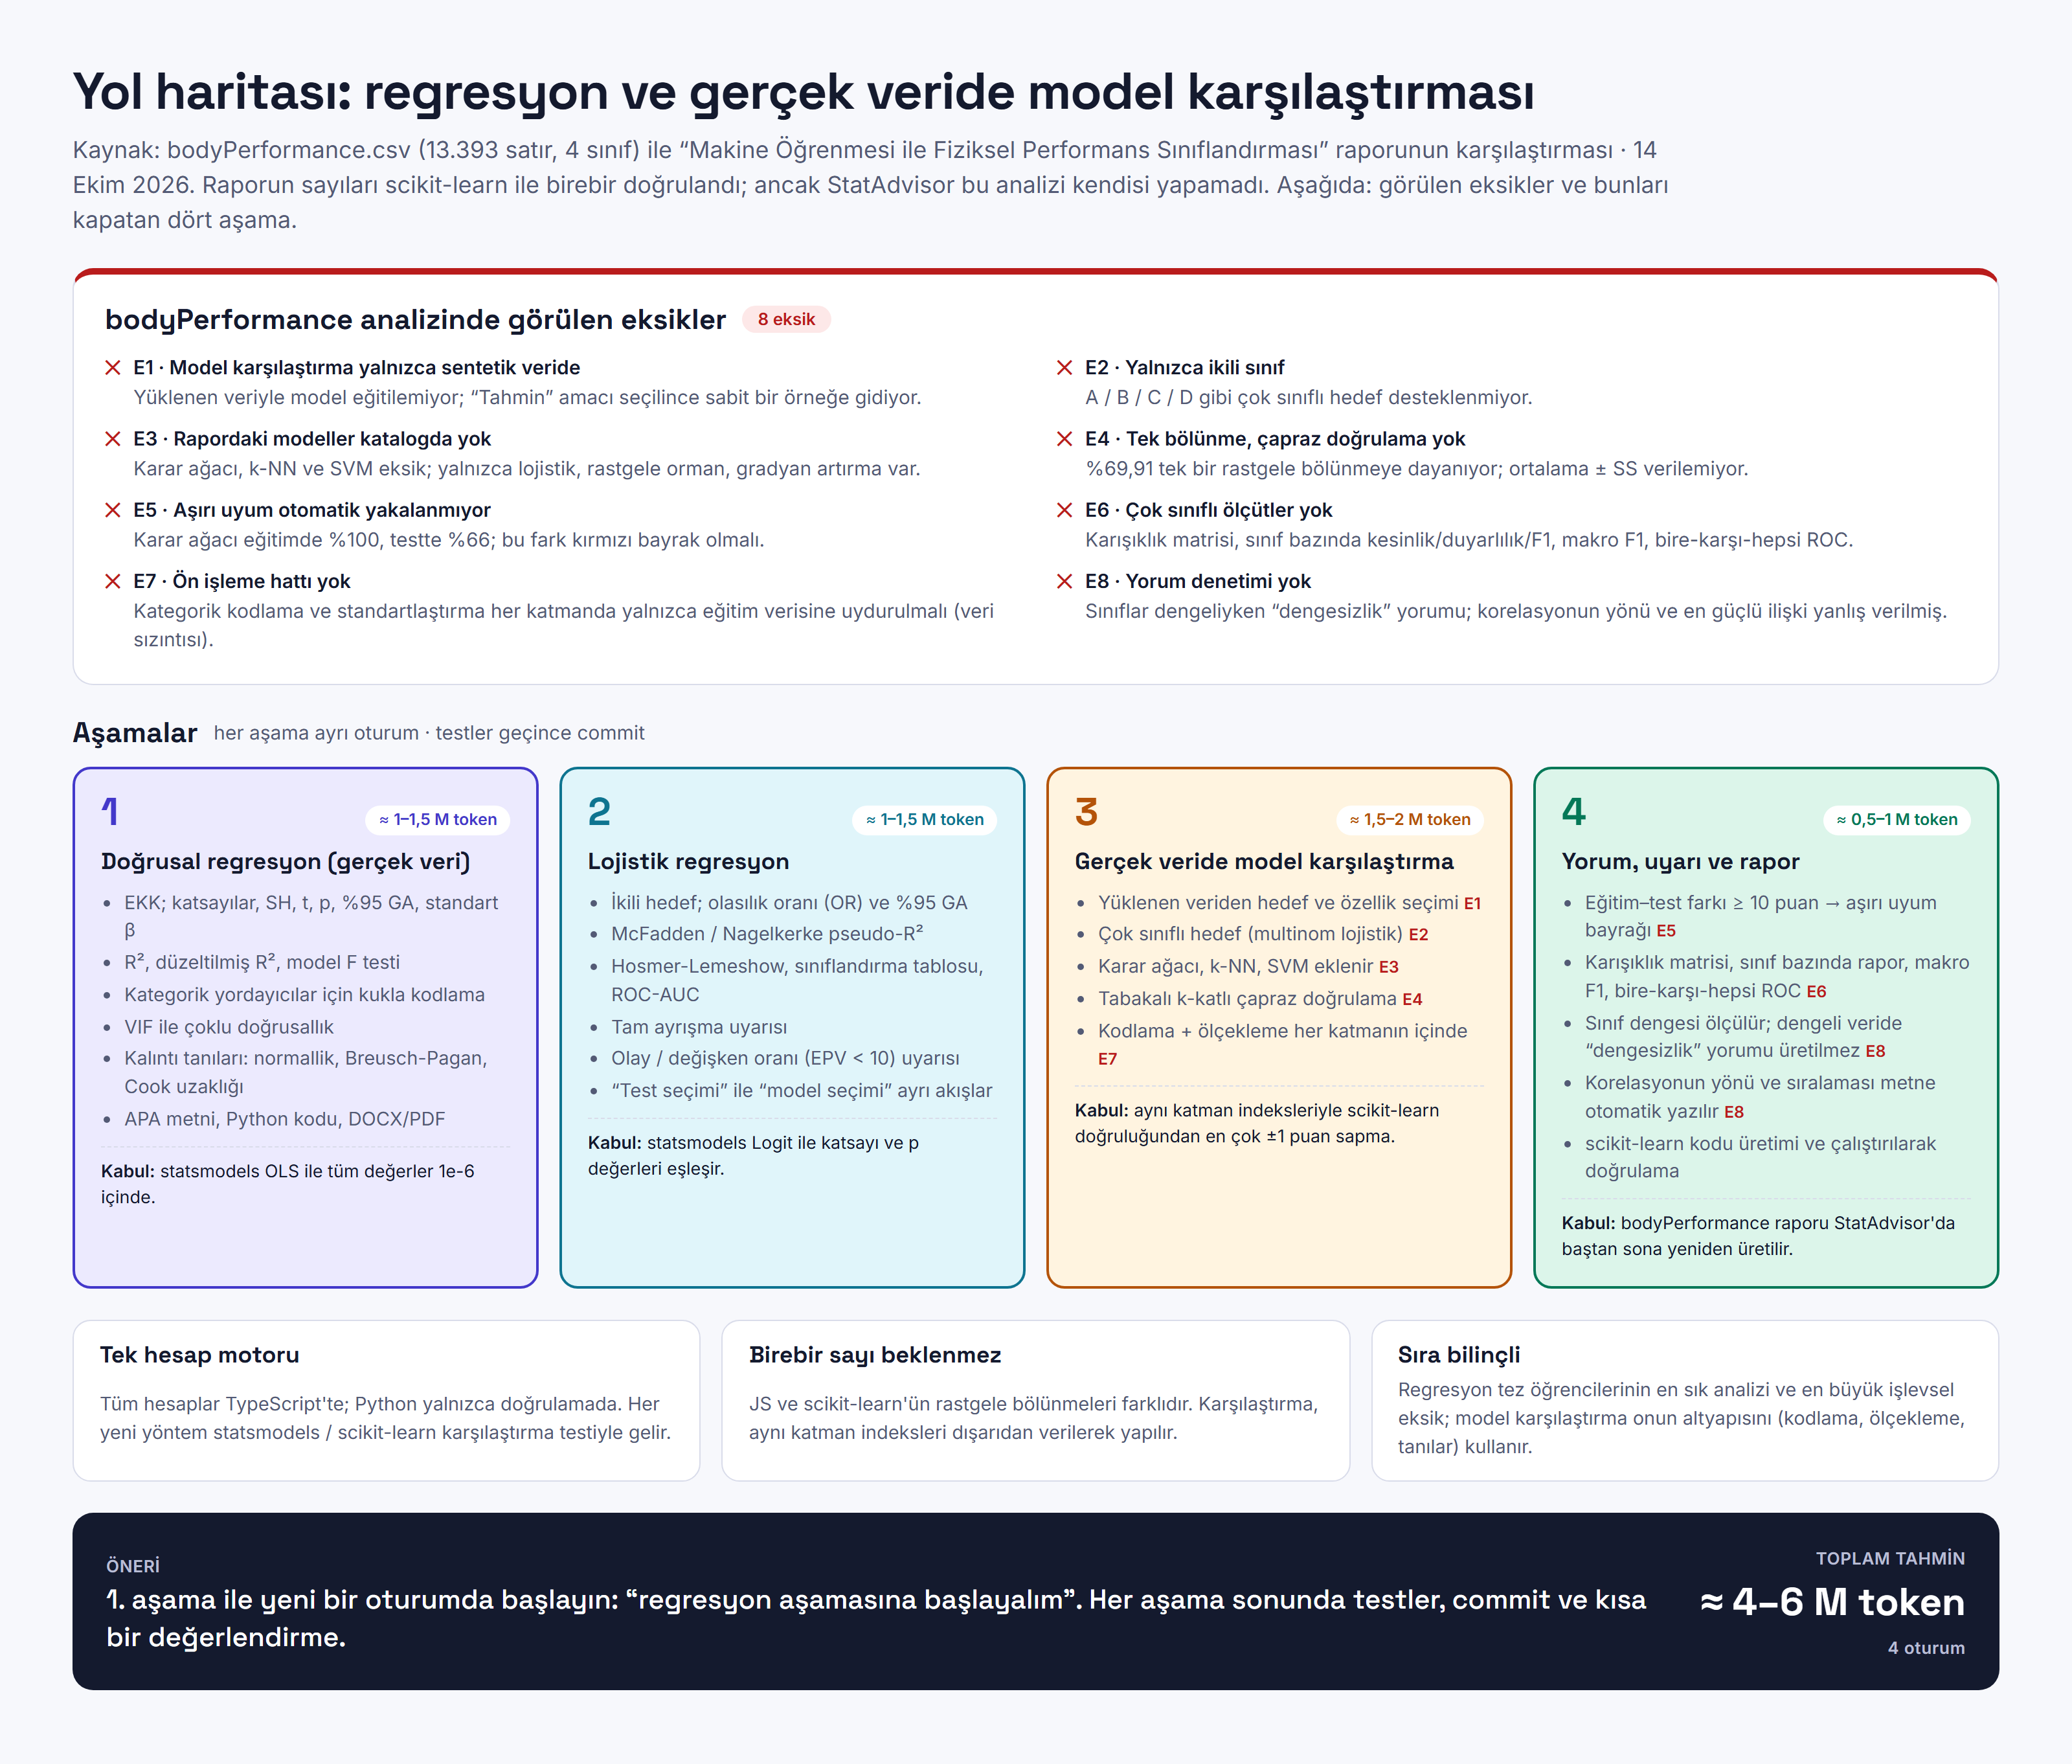 Yol haritası: regresyon ve gerçek veride model karşılaştırması
Kaynak: bodyPerformance.csv (13.393 satır, 4 sınıf) ile “Makine Öğrenmesi ile Fiziksel Performans Sınıflandırması” raporunun karşılaştırması · 14
Ekim 2026. Raporun sayıları scikit-learn ile birebir doğrulandı; ancak StatAdvisor bu analizi kendisi yapamadı. Aşağıda: görülen eksikler ve bunları
kapatan dört aşama.
bodyPerformance analizinde görülen eksikler 8 eksik
E1 · Model karşılaştırma yalnızca sentetik veride
Yüklenen veriyle model eğitilemiyor; “Tahmin” amacı seçilince sabit bir örneğe gidiyor.
E2 · Yalnızca ikili sınıf
A / B / C / D gibi çok sınıflı hedef desteklenmiyor.
E3 · Rapordaki modeller katalogda yok
Karar ağacı, k-NN ve SVM eksik; yalnızca lojistik, rastgele orman, gradyan artırma var.
E4 · Tek bölünme, çapraz doğrulama yok
%69,91 tek bir rastgele bölünmeye dayanıyor; ortalama ± SS verilemiyor.
E5 · Aşırı uyum otomatik yakalanmıyor
Karar ağacı eğitimde %100, testte %66; bu fark kırmızı bayrak olmalı.
E6 · Çok sınıflı ölçütler yok
Karışıklık matrisi, sınıf bazında kesinlik/duyarlılık/F1, makro F1, bire-karşı-hepsi ROC.
E7 · Ön işleme hattı yok
Kategorik kodlama ve standartlaştırma her katmanda yalnızca eğitim verisine uydurulmalı (veri
sızıntısı).
E8 · Yorum denetimi yok
Sınıflar dengeliyken “dengesizlik” yorumu; korelasyonun yönü ve en güçlü ilişki yanlış verilmiş.
Aşamalar her aşama ayrı oturum · testler geçince commit
1
≈ 1–1,5 M token
Doğrusal regresyon (gerçek veri)
• EKK; katsayılar, SH, t, p, %95 GA, standart
β
• R², düzeltilmiş R², model F testi
• Kategorik yordayıcılar için kukla kodlama
• VIF ile çoklu doğrusallık
• Kalıntı tanıları: normallik, Breusch-Pagan,
Cook uzaklığı
• APA metni, Python kodu, DOCX/PDF
Kabul: statsmodels OLS ile tüm değerler 1e-6
içinde.
2
≈ 1–1,5 M token
Lojistik regresyon
• İkili hedef; olasılık oranı (OR) ve %95 GA
• McFadden / Nagelkerke pseudo-R²
• Hosmer-Lemeshow, sınıflandırma tablosu,
ROC-AUC
• Tam ayrışma uyarısı
• Olay / değişken oranı (EPV < 10) uyarısı
• “Test seçimi” ile “model seçimi” ayrı akışlar
Kabul: statsmodels Logit ile katsayı ve p
değerleri eşleşir.
3
≈ 1,5–2 M token
Gerçek veride model karşılaştırma
• Yüklenen veriden hedef ve özellik seçimi E1
• Çok sınıflı hedef (multinom lojistik) E2
• Karar ağacı, k-NN, SVM eklenir E3
• Tabakalı k-katlı çapraz doğrulama E4
• Kodlama + ölçekleme her katmanın içinde
E7
Kabul: aynı katman indeksleriyle scikit-learn
doğruluğundan en çok ±1 puan sapma.
4
≈ 0,5–1 M token
Yorum, uyarı ve rapor
• Eğitim–test farkı ≥ 10 puan → aşırı uyum
bayrağı E5
• Karışıklık matrisi, sınıf bazında rapor, makro
F1, bire-karşı-hepsi ROC E6
• Sınıf dengesi ölçülür; dengeli veride
“dengesizlik” yorumu üretilmez E8
• Korelasyonun yönü ve sıralaması metne
otomatik yazılır E8
• scikit-learn kodu üretimi ve çalıştırılarak
doğrulama
Kabul: bodyPerformance raporu StatAdvisor'da
baştan sona yeniden üretilir.
Tek hesap motoru
Tüm hesaplar TypeScript'te; Python yalnızca doğrulamada. Her
yeni yöntem statsmodels / scikit-learn karşılaştırma testiyle gelir.
Birebir sayı beklenmez
JS ve scikit-learn'ün rastgele bölünmeleri farklıdır. Karşılaştırma,
aynı katman indeksleri dışarıdan verilerek yapılır.
Sıra bilinçli
Regresyon tez öğrencilerinin en sık analizi ve en büyük işlevsel
eksik; model karşılaştırma onun altyapısını (kodlama, ölçekleme,
tanılar) kullanır.
ÖNERİ
1. aşama ile yeni bir oturumda başlayın: “regresyon aşamasına başlayalım”. Her aşama sonunda testler, commit ve kısa
bir değerlendirme.
TOPLAM TAHMİN
≈ 4–6 M token
4 oturum